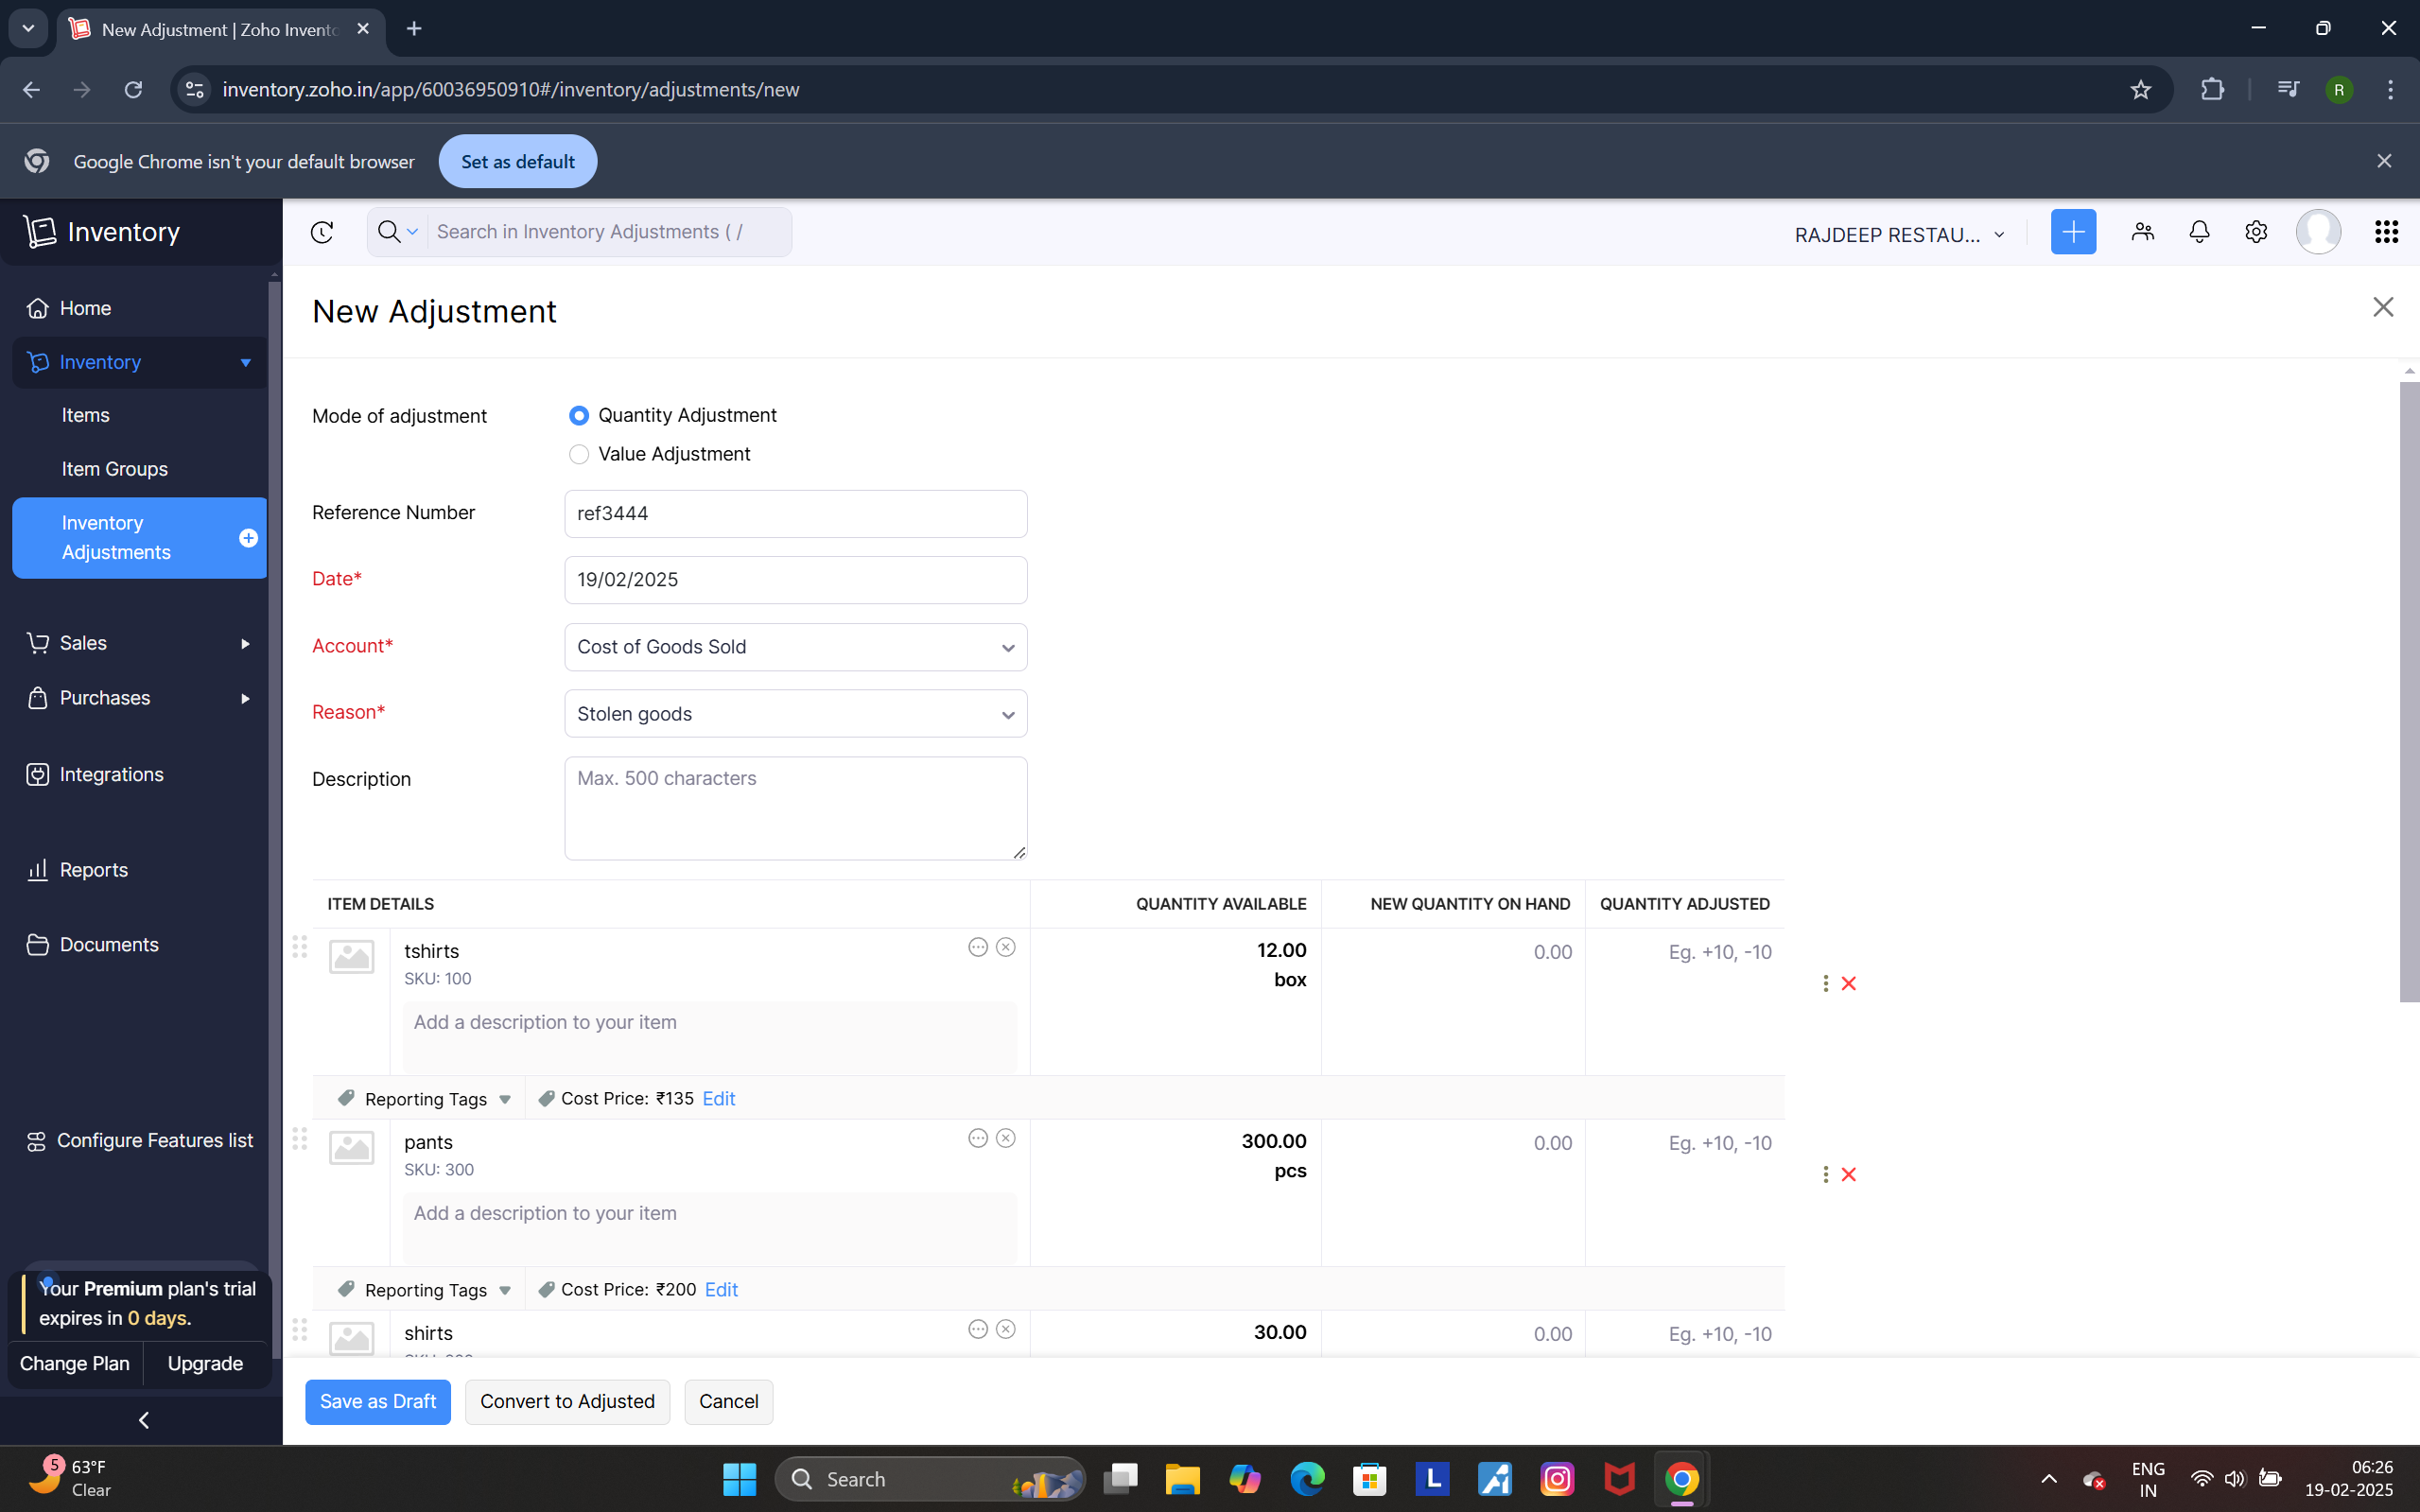 New Adjustment | Zoho Invent
inventory.zoho.in/app/60036950910#/inventory/adjustments/new
R
Google Chrome isn't your default browser
Set as default
Inventory
Search in Inventory Adjustments ( /
RAJDEEP RESTAU...
Home
Inventory
Items
Item Groups
Inventory
Adjustments
Sales
Purchases
Integrations
Reports
Documents
Configure Features list
Your Premium plan's trial
expires in 0 days.
Change Plan
Upgrade
New Adjustment
Mode of adjustment
Quantity Adjustment
Value Adjustment
Reference Number
ref3444
Date*
19/02/2025
Account*
Cost of Goods Sold
Reason*
Stolen goods
Description
Max. 500 characters
ITEM DETAILS
QUANTITY AVAILABLE
NEW QUANTITY ON HAND
QUANTITY ADJUSTED
tshirts
SKU: 100
Add a description to your item
12.00
box
0.00
Eg. +10, -10
Reporting Tags
Cost Price: ₹135 Edit
pants
SKU: 300
Add a description to your item
300.00
pcs
0.00
Eg. +10, -10
Reporting Tags
Cost Price: ₹200 Edit
shirts
30.00
0.00
Eg. +10, -10
Save as Draft
Convert to Adjusted
Cancel
5
63°F
Clear
Search
L
ENG
IN
06:26
19-02-2025